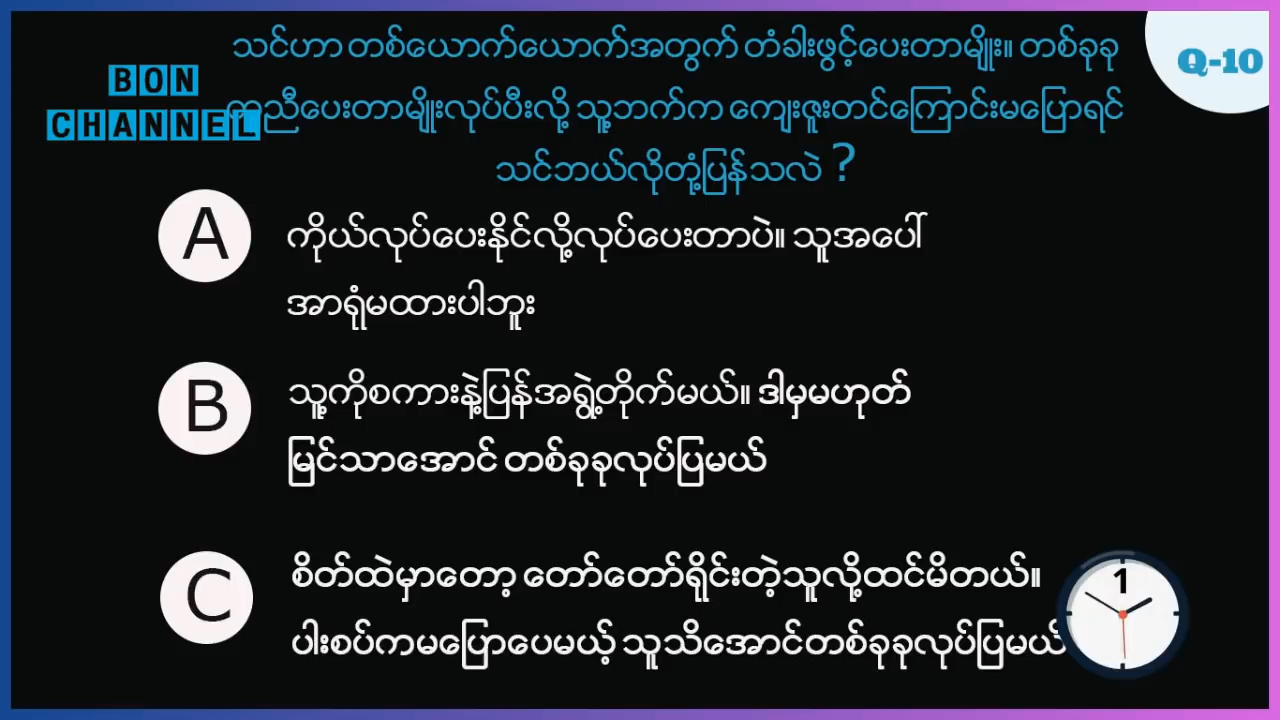 သင်ဟာ တစ်ယောက်ယောက်အတွက် တံခါးဖွင့်ပေးတာမျိုး။ တစ်ခုခု
Q-10
BON
CHANNEL
ကူညီပေးတာမျိုးလုပ်ပီးလို့ သူ့ဘက်က ကျေးဇူးတင်ကြောင်းမပြောရင်
သင်ဘယ်လိုတုံ့ပြန်သလဲ ?
A
ကိုယ်လုပ်ပေးနိုင်လို့လုပ်ပေးတာပဲ။ သူအပေါ်
အာရုံမထားပါဘူး
B
သူ့ကိုစကားနဲ့ပြန်အရွဲ့တိုက်မယ်။ ဒါမှမဟုတ်
မြင်သာအောင် တစ်ခုခုလုပ်ပြမယ်
C
စိတ်ထဲမှာတော့ တော်တော်ရိုင်းတဲ့သူလို့ထင်မိတယ်။
ပါးစပ်ကမပြောပေမယ့် သူသိအောင်တစ်ခုခုလုပ်ပြမယ်
1